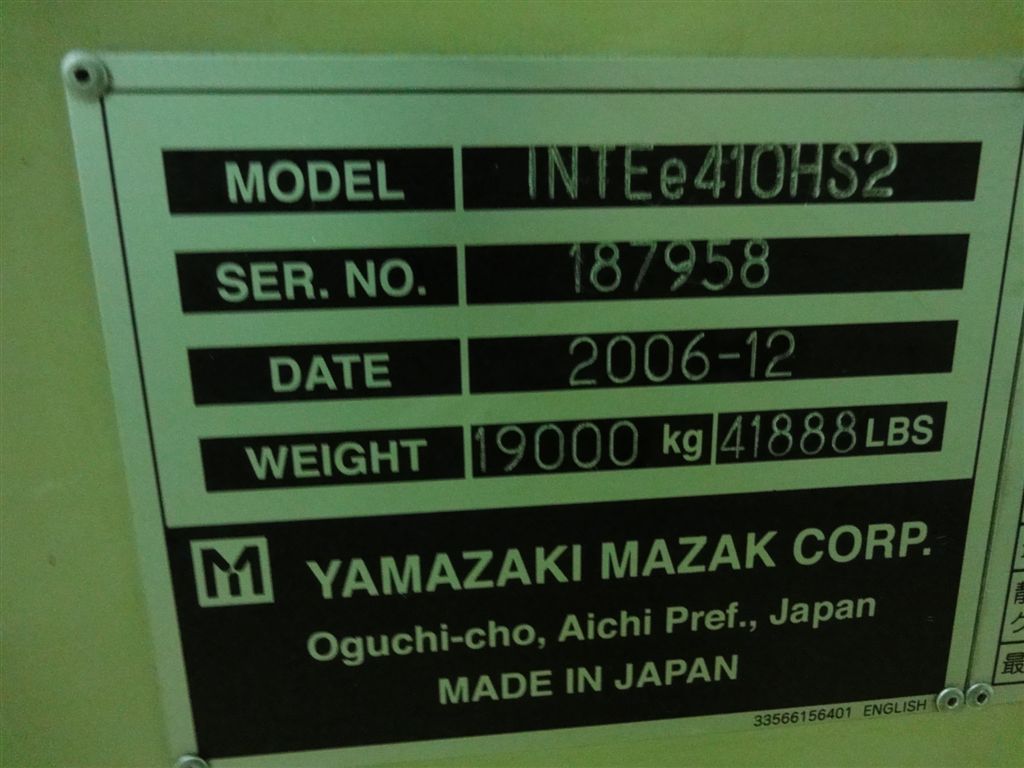 MODEL INTEe410HS2
SER. NO. 187958
DATE 2006-12
WEIGHT 19000 kg 41888 LBS
YAMAZAKI MAZAK CORP.
Oguchi-cho, Aichi Pref., Japan
MADE IN JAPAN
33566156401 ENGLISH
最